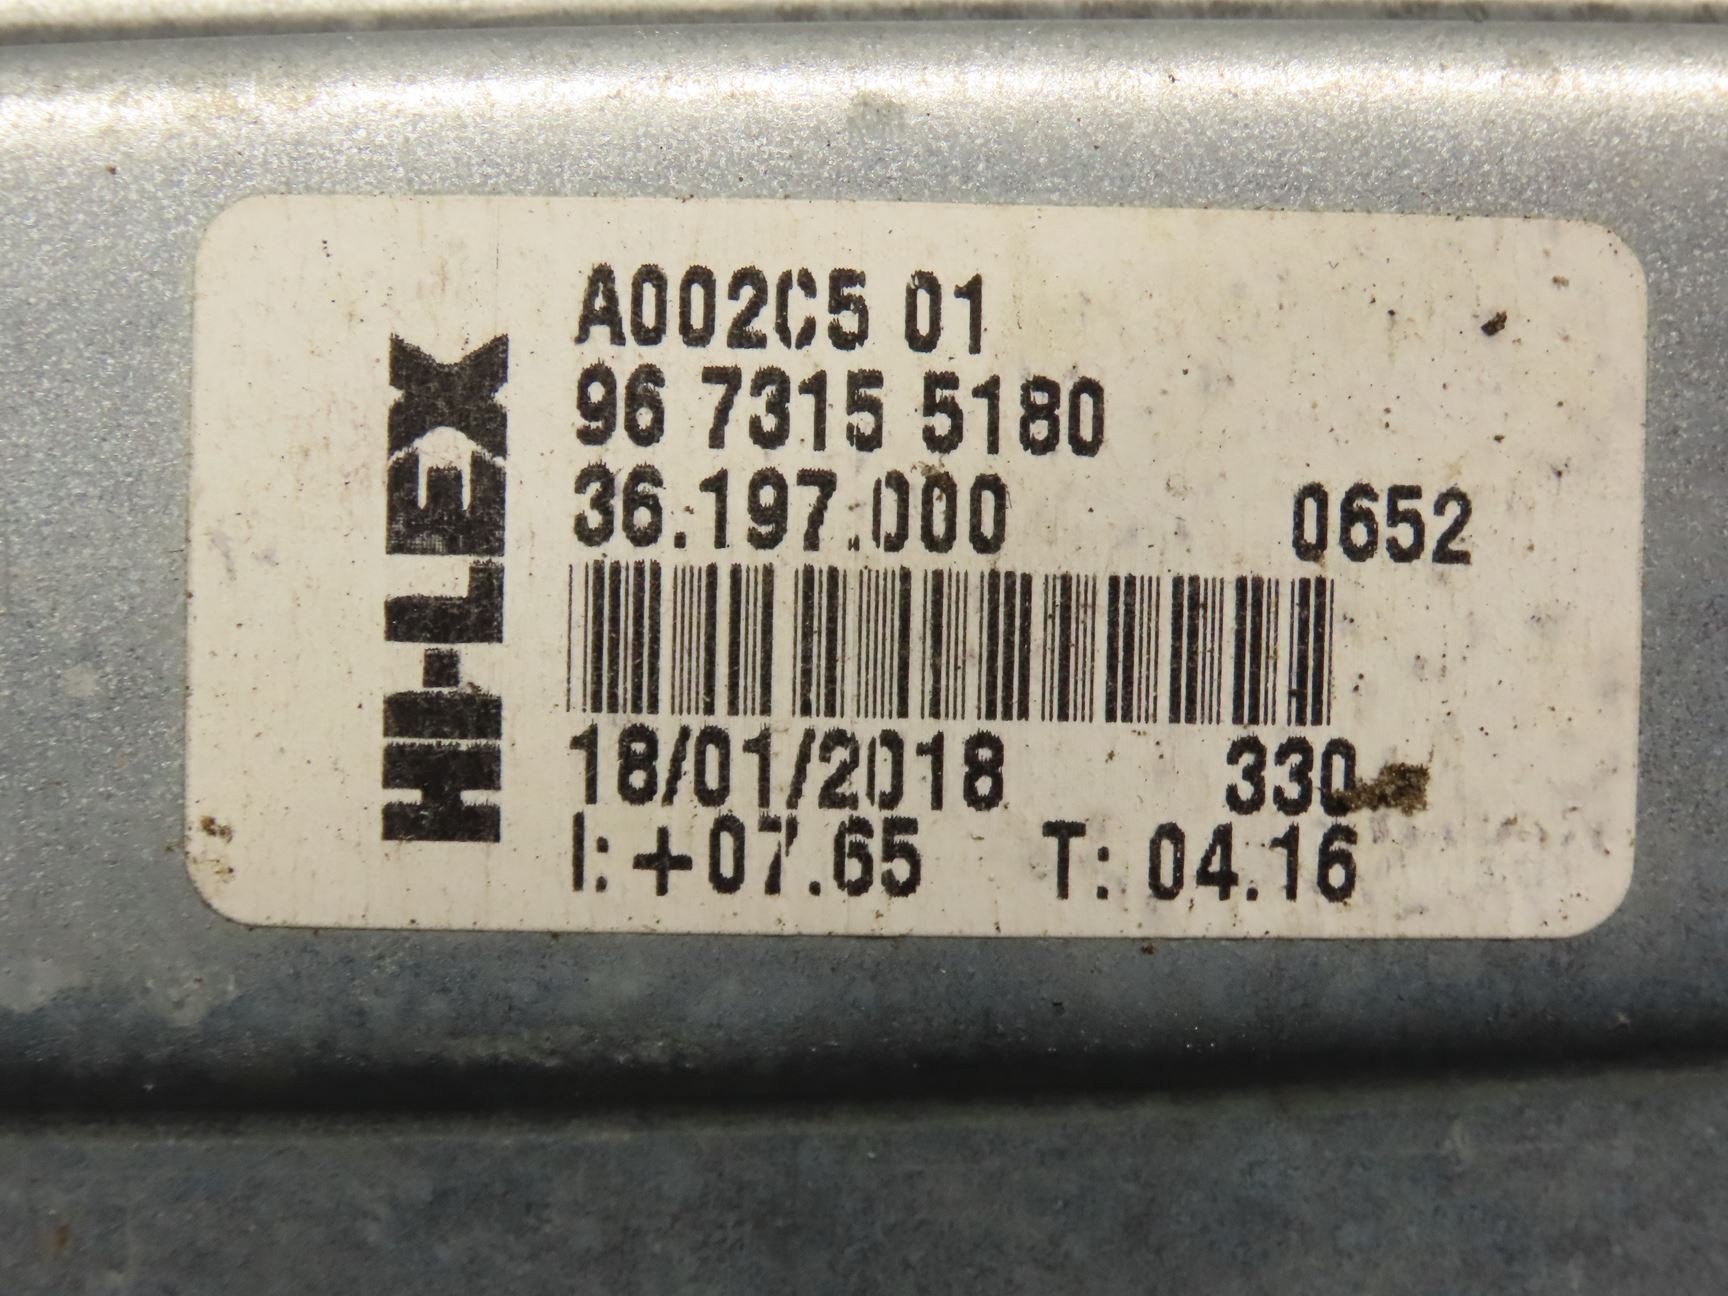 HI-LEX
A002C5 01
96 7315 5180
36.197.000 0652
18/01/2018 330
I: +07.65 T: 04.16